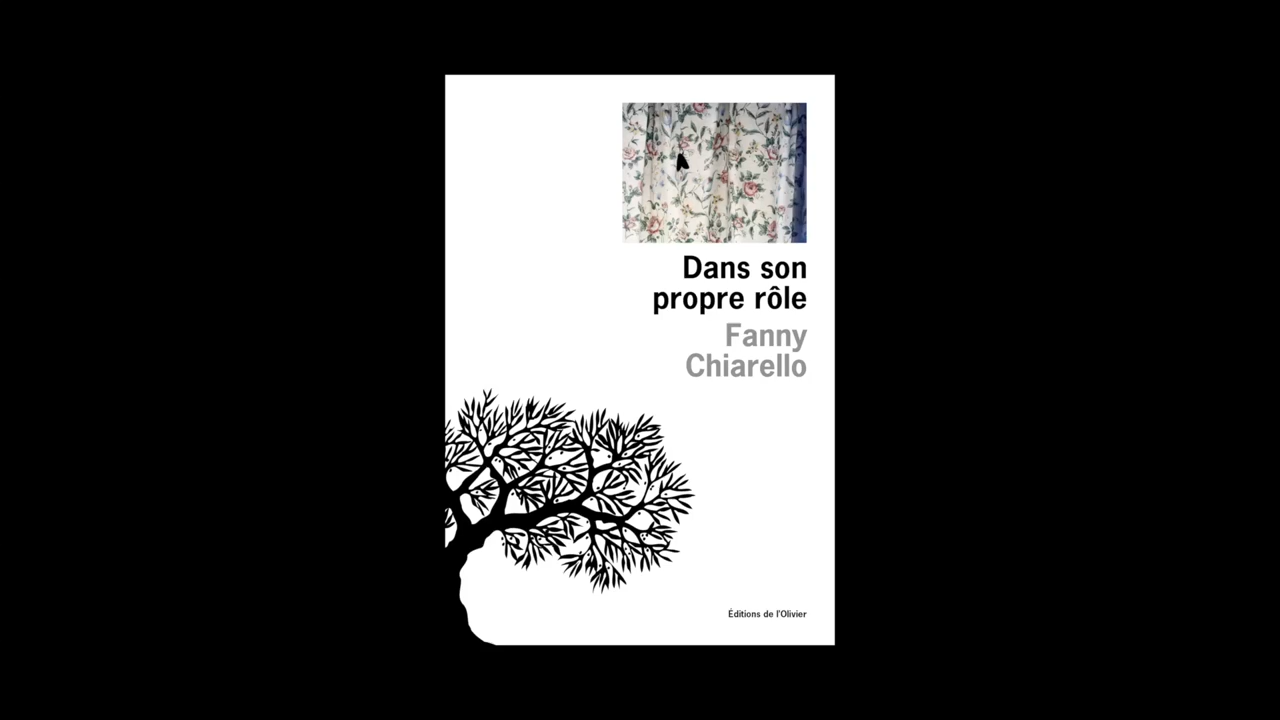 Dans son
propre rôle
Fanny
Chiarello
Éditions de l'Olivier